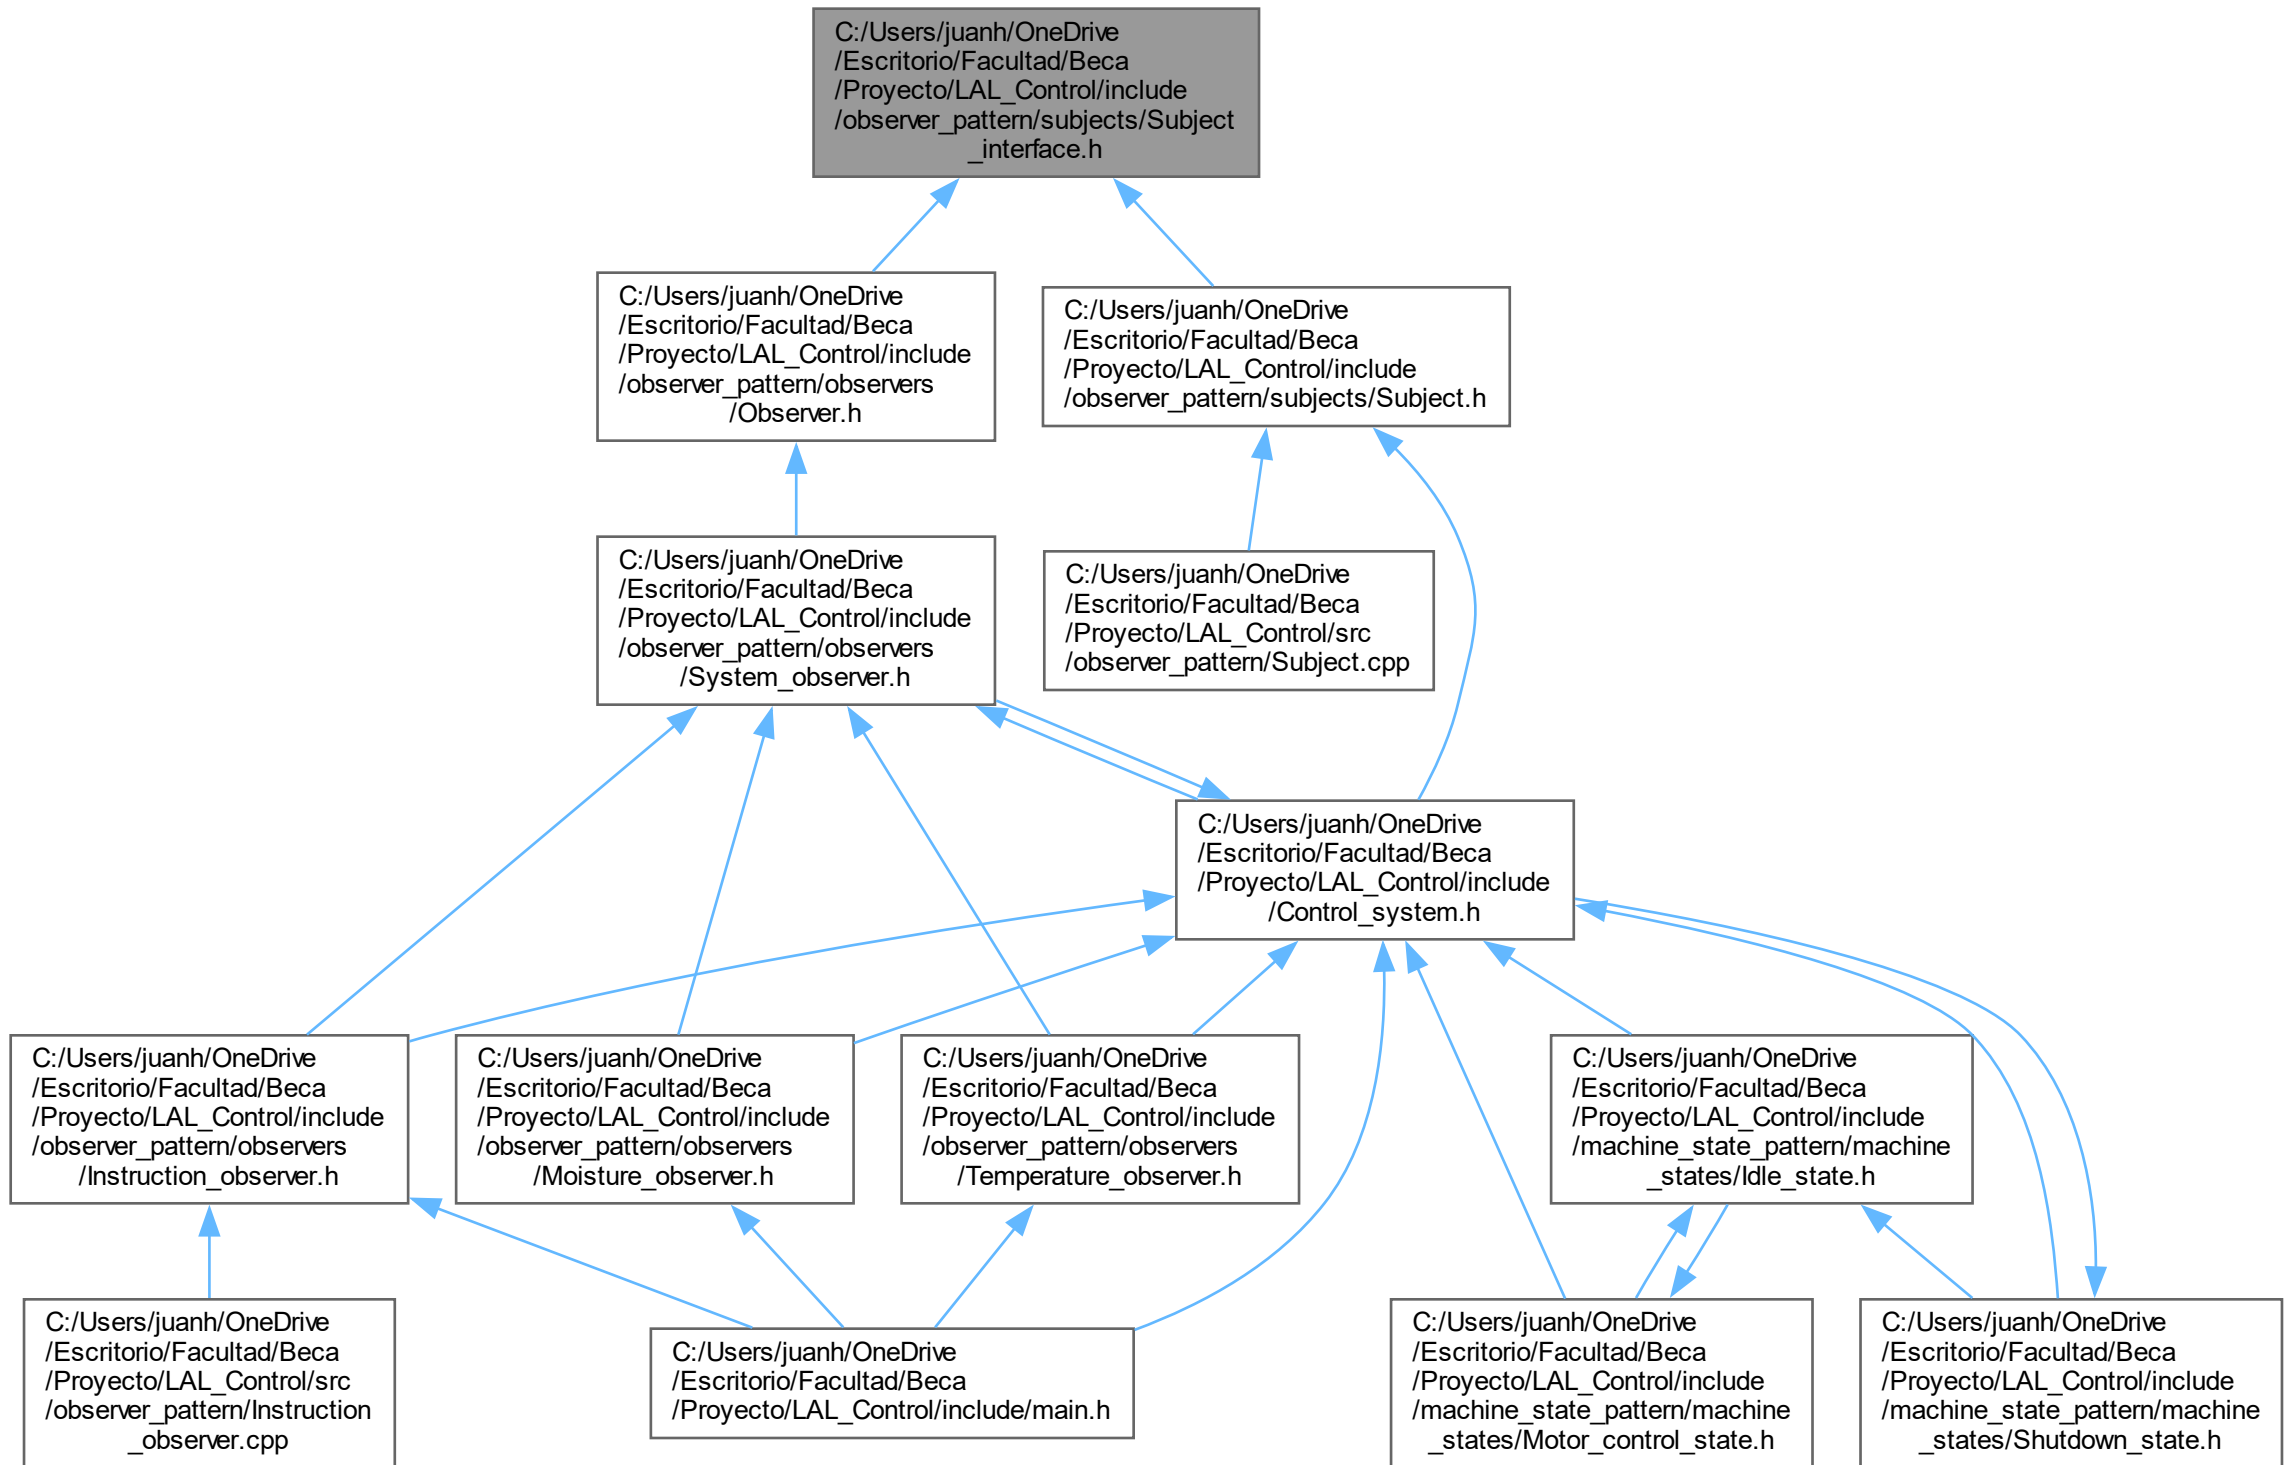 C:/Users/juanh/OneDrive
/Escritorio/Facultad/Beca
/Proyecto/LAL_Control/include
/observer_pattern/subjects/Subject
_interface.h
C:/Users/juanh/OneDrive
/Escritorio/Facultad/Beca
/Proyecto/LAL_Control/include
/observer_pattern/observers
/Observer.h
C:/Users/juanh/OneDrive
/Escritorio/Facultad/Beca
/Proyecto/LAL_Control/include
/observer_pattern/subjects/Subject.h
C:/Users/juanh/OneDrive
/Escritorio/Facultad/Beca
/Proyecto/LAL_Control/include
/observer_pattern/observers
/System_observer.h
C:/Users/juanh/OneDrive
/Escritorio/Facultad/Beca
/Proyecto/LAL_Control/src
/observer_pattern/Subject.cpp
C:/Users/juanh/OneDrive
/Escritorio/Facultad/Beca
/Proyecto/LAL_Control/include
/Control_system.h
C:/Users/juanh/OneDrive
/Escritorio/Facultad/Beca
/Proyecto/LAL_Control/include
/observer_pattern/observers
/Instruction_observer.h
C:/Users/juanh/OneDrive
/Escritorio/Facultad/Beca
/Proyecto/LAL_Control/include
/observer_pattern/observers
/Moisture_observer.h
C:/Users/juanh/OneDrive
/Escritorio/Facultad/Beca
/Proyecto/LAL_Control/include
/observer_pattern/observers
/Temperature_observer.h
C:/Users/juanh/OneDrive
/Escritorio/Facultad/Beca
/Proyecto/LAL_Control/include
/machine_state_pattern/machine
_states/Idle_state.h
C:/Users/juanh/OneDrive
/Escritorio/Facultad/Beca
/Proyecto/LAL_Control/src
/observer_pattern/Instruction
_observer.cpp
C:/Users/juanh/OneDrive
/Escritorio/Facultad/Beca
/Proyecto/LAL_Control/include/main.h
C:/Users/juanh/OneDrive
/Escritorio/Facultad/Beca
/Proyecto/LAL_Control/include
/machine_state_pattern/machine
_states/Motor_control_state.h
C:/Users/juanh/OneDrive
/Escritorio/Facultad/Beca
/Proyecto/LAL_Control/include
/machine_state_pattern/machine
_states/Shutdown_state.h